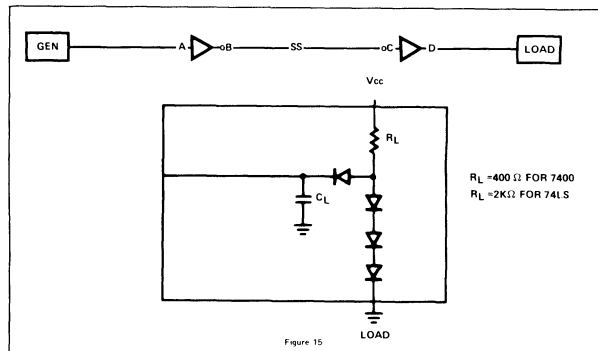 GEN A oB SS oC D LOAD
Vcc
RL
CL
RL =400 Ω FOR 7400
RL =2KΩ FOR 74LS
LOAD
Figure 15